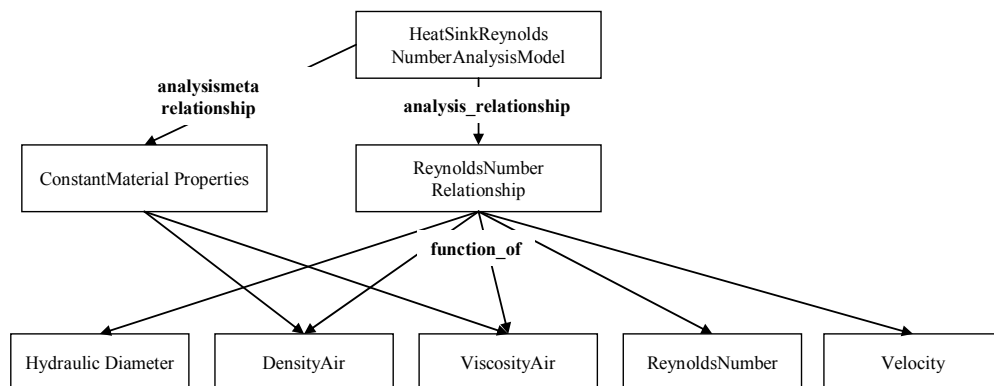 HeatSinkReynolds
NumberAnalysisModel
analysismeta
relationship
analysis_relationship
ConstantMaterial Properties
ReynoldsNumber
Relationship
function_of
Hydraulic Diameter
DensityAir
ViscosityAir
ReynoldsNumber
Velocity